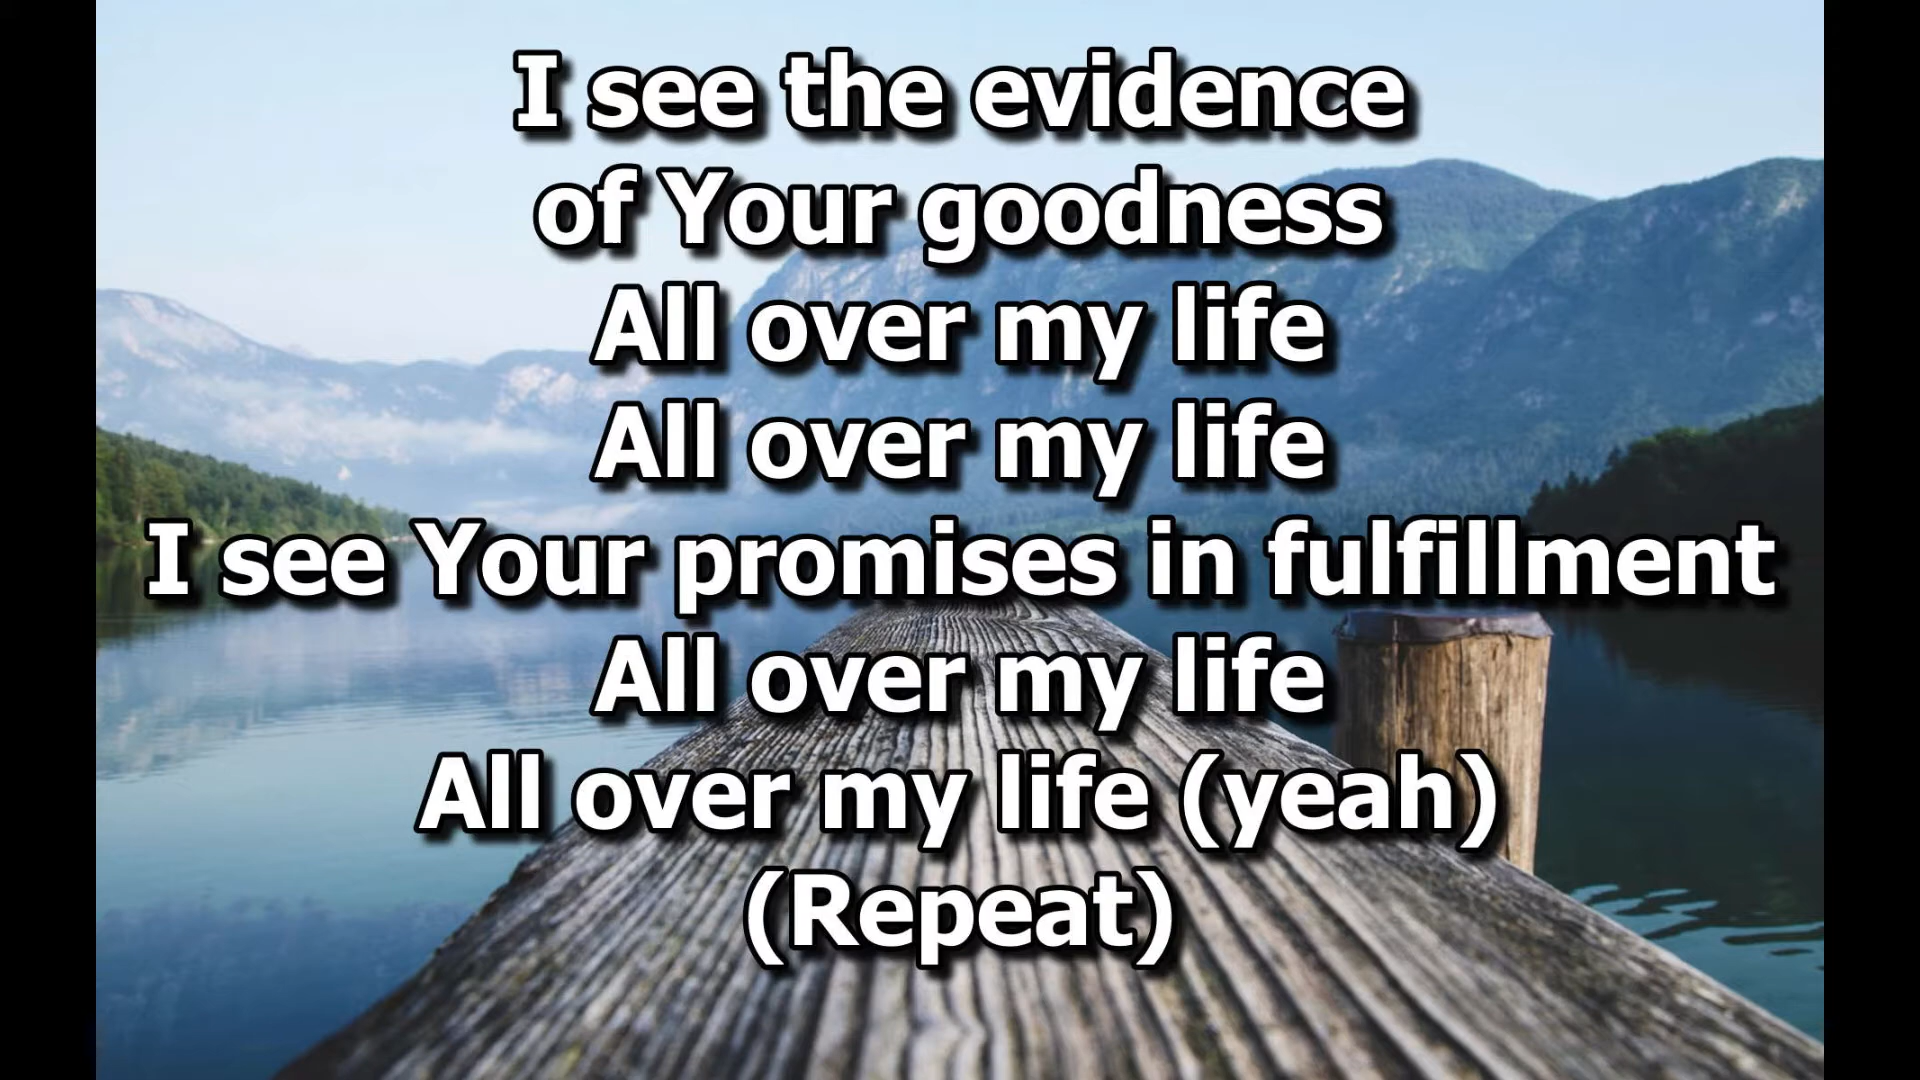 I see the evidence
of Your goodness
All over my life
All over my life
I see Your promises in fulfillment
All over my life
All over my life (yeah)
(Repeat)